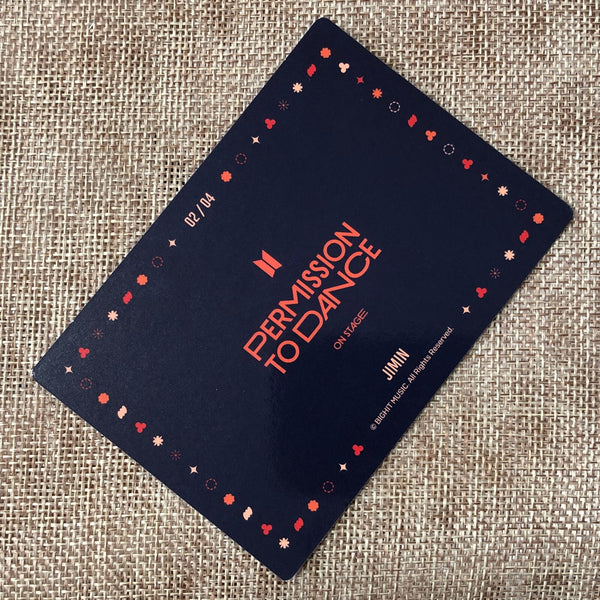 02/04
PERMISSION
TO DANCE
ON STAGE
JIMIN
© BIGHIT MUSIC. All Rights Reserved.